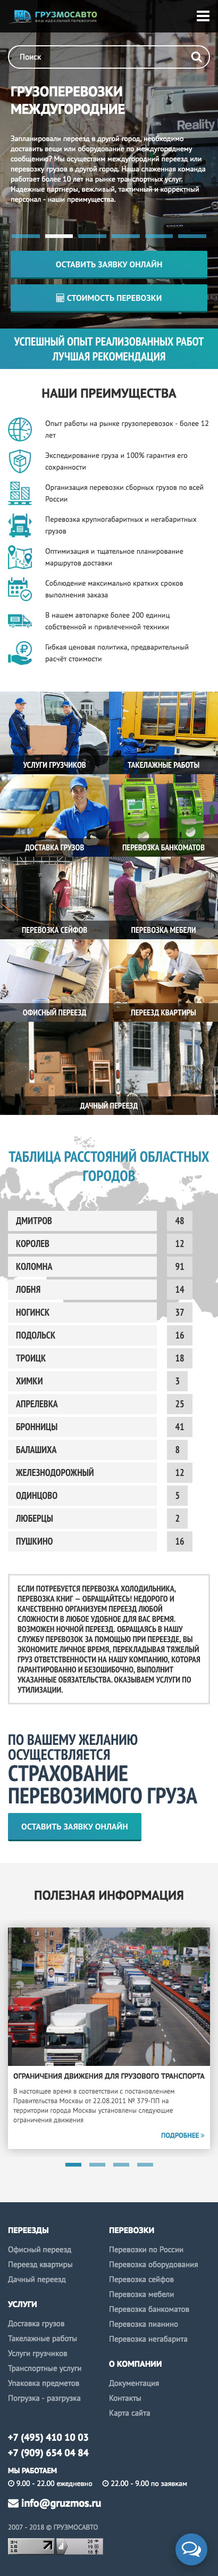 ГРУЗМОСАВТО
ВАШ ИДЕАЛЬНЫЙ ПЕРЕВОЗЧИК
Поиск
ГРУЗОПЕРЕВОЗКИ
МЕЖДУГОРОДНИЕ
Запланировали переезд в другой город, необходимо
доставить вещи или оборудование по междугороднему
сообщению? Мы осуществим междугородний переезд или
перевозку грузов в другой город. Наша слаженная команда
работает более 10 лет на рынке транспортных услуг.
Надежные партнеры, вежливый, тактичный и корректный
персонал - наши преимущества.
Reality
ОСТАВИТЬ ЗАЯВКУ ОНЛАЙН
СТОИМОСТЬ ПЕРЕВОЗКИ
УСПЕШНЫЙ ОПЫТ РЕАЛИЗОВАННЫХ РАБОТ
ЛУЧШАЯ РЕКОМЕНДАЦИЯ
НАШИ ПРЕИМУЩЕСТВА
Опыт работы на рынке грузоперевозок - более 12
лет
Экспедирование груза и 100% гарантия его
сохранности
Организация перевозки сборных грузов по всей
России
Перевозка крупногабаритных и негабаритных
грузов
Оптимизация и тщательное планирование
маршрутов доставки
Соблюдение максимально кратких сроков
выполнения заказа
В нашем автопарке более 200 единиц
собственной и привлеченной техники
Гибкая ценовая политика, предварительный
расчёт стоимости
УСЛУГИ ГРУЗЧИКОВ
ТАКЕЛАЖНЫЕ РАБОТЫ
ДОСТАВКА ГРУЗОВ
ПЕРЕВОЗКА БАНКОМАТОВ
ПЕРЕВОЗКА СЕЙФОВ
ПЕРЕВОЗКА МЕБЕЛИ
ОФИСНЫЙ ПЕРЕЕЗД
ПЕРЕЕЗД КВАРТИРЫ
ДАЧНЫЙ ПЕРЕЕЗД
ТАБЛИЦА РАССТОЯНИЙ ОБЛАСТНЫХ
ГОРОДОВ
ДМИТРОВ 48
КОРОЛЕВ 12
КОЛОМНА 91
ЛОБНЯ 14
НОГИНСК 37
ПОДОЛЬСК 16
ТРОИЦК 18
ХИМКИ 3
АПРЕЛЕВКА 25
БРОННИЦЫ 41
БАЛАШИХА 8
ЖЕЛЕЗНОДОРОЖНЫЙ 12
ОДИНЦОВО 5
ЛЮБЕРЦЫ 2
ПУШКИНО 16
ЕСЛИ ПОТРЕБУЕТСЯ ПЕРЕВОЗКА ХОЛОДИЛЬНИКА,
ПЕРЕВОЗКА КНИГ — ОБРАЩАЙТЕСЬ! НЕДОРОГО И
КАЧЕСТВЕННО ОРГАНИЗУЕМ ПЕРЕЕЗД ЛЮБОЙ
СЛОЖНОСТИ В ЛЮБОЕ УДОБНОЕ ДЛЯ ВАС ВРЕМЯ.
ВОЗМОЖЕН НОЧНОЙ ПЕРЕЕЗД. ОБРАЩАЯСЬ В НАШУ
СЛУЖБУ ПЕРЕВОЗОК ЗА ПОМОЩЬЮ ПРИ ПЕРЕЕЗДЕ, ВЫ
ЭКОНОМИТЕ ЛИЧНОЕ ВРЕМЯ, ПЕРЕКЛАДЫВАЯ ТЯЖЕЛЫЙ
ГРУЗ ОТВЕТСТВЕННОСТИ НА НАШУ КОМПАНИЮ, КОТОРАЯ
ГАРАНТИРОВАННО И БЕЗОШИБОЧНО, ВЫПОЛНИТ
УКАЗАННЫЕ ОБЯЗАТЕЛЬСТВА. ОКАЗЫВАЕМ УСЛУГИ ПО
УТИЛИЗАЦИИ.
ПО ВАШЕМУ ЖЕЛАНИЮ
ОСУЩЕСТВЛЯЕТСЯ
СТРАХОВАНИЕ
ПЕРЕВОЗИМОГО ГРУЗА
ОСТАВИТЬ ЗАЯВКУ ОНЛАЙН
ПОЛЕЗНАЯ ИНФОРМАЦИЯ
ОГРАНИЧЕНИЯ ДВИЖЕНИЯ ДЛЯ ГРУЗОВОГО ТРАНСПОРТА
В настоящее время в соответствии с постановлением
Правительства Москвы от 22.08.2011 № 379-ПП на
территории города Москвы установлены следующие
ограничения движения
ПОДРОБНЕЕ »
ПЕРЕЕЗДЫ
Офисный переезд
Переезд квартиры
Дачный переезд
УСЛУГИ
Доставка грузов
Такелажные работы
Услуги грузчиков
Транспортные услуги
Упаковка предметов
Погрузка - разгрузка
ПЕРЕВОЗКИ
Перевозки по России
Перевозка оборудования
Перевозка сейфов
Перевозка мебели
Перевозка банкоматов
Перевозка пианино
Перевозка негабарита
О КОМПАНИИ
Документация
Контакты
Карта сайта
+7 (495) 410 10 03
+7 (909) 654 04 84
МЫ РАБОТАЕМ
9.00 - 22.00 ежедневно 22.00 - 9.00 по заявкам
info@gruzmos.ru
2007 - 2018 © ГРУЗМОСАВТО